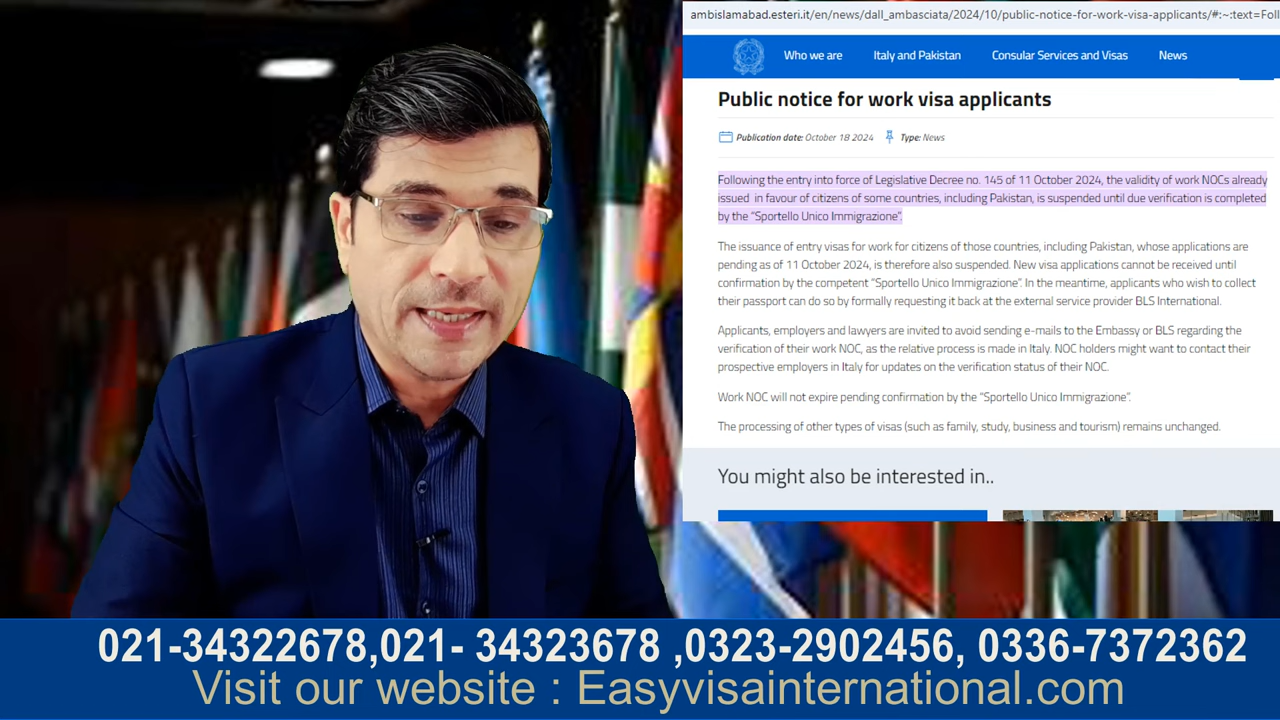 ambislamabad.esteri.it/en/news/dall_ambasciata/2024/10/public-notice-for-work-visa-applicants/#:~:text=Foll
Who we are Italy and Pakistan Consular Services and Visas News
Public notice for work visa applicants
Publication date: October 18 2024 Type: News
Following the entry into force of Legislative Decree no. 145 of 11 October 2024, the validity of work NOCs already
issued in favour of citizens of some countries, including Pakistan, is suspended until due verification is completed
by the “Sportello Unico Immigrazione”.
The issuance of entry visas for work for citizens of those countries, including Pakistan, whose applications are
pending as of 11 October 2024, is therefore also suspended. New visa applications cannot be received until
confirmation by the competent “Sportello Unico Immigrazione”. In the meantime, applicants who wish to collect
their passport can do so by formally requesting it back at the external service provider BLS International.
Applicants, employers and lawyers are invited to avoid sending e-mails to the Embassy or BLS regarding the
verification of their work NOC, as the relative process is made in Italy. NOC holders might want to contact their
prospective employers in Italy for updates on the verification status of their NOC.
Work NOC will not expire pending confirmation by the “Sportello Unico Immigrazione”.
The processing of other types of visas (such as family, study, business and tourism) remains unchanged.
You might also be interested in..
021-34322678,021- 34323678 ,0323-2902456, 0336-7372362
Visit our website : Easyvisainternational.com